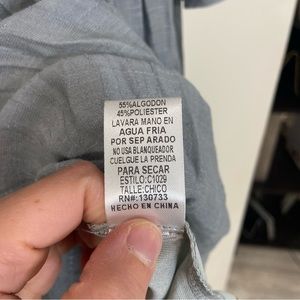 55%ALGODON
45%POLIESTER
LAVARA MANO EN
AGUA FRIA
POR SEP ARADO
NO USA BLANQUEADOR
CUELGUE LA PRENDA
PARA SECAR
ESTILO:C1029
TALLE:CHICO
RN#:130733
HECHO EN CHINA